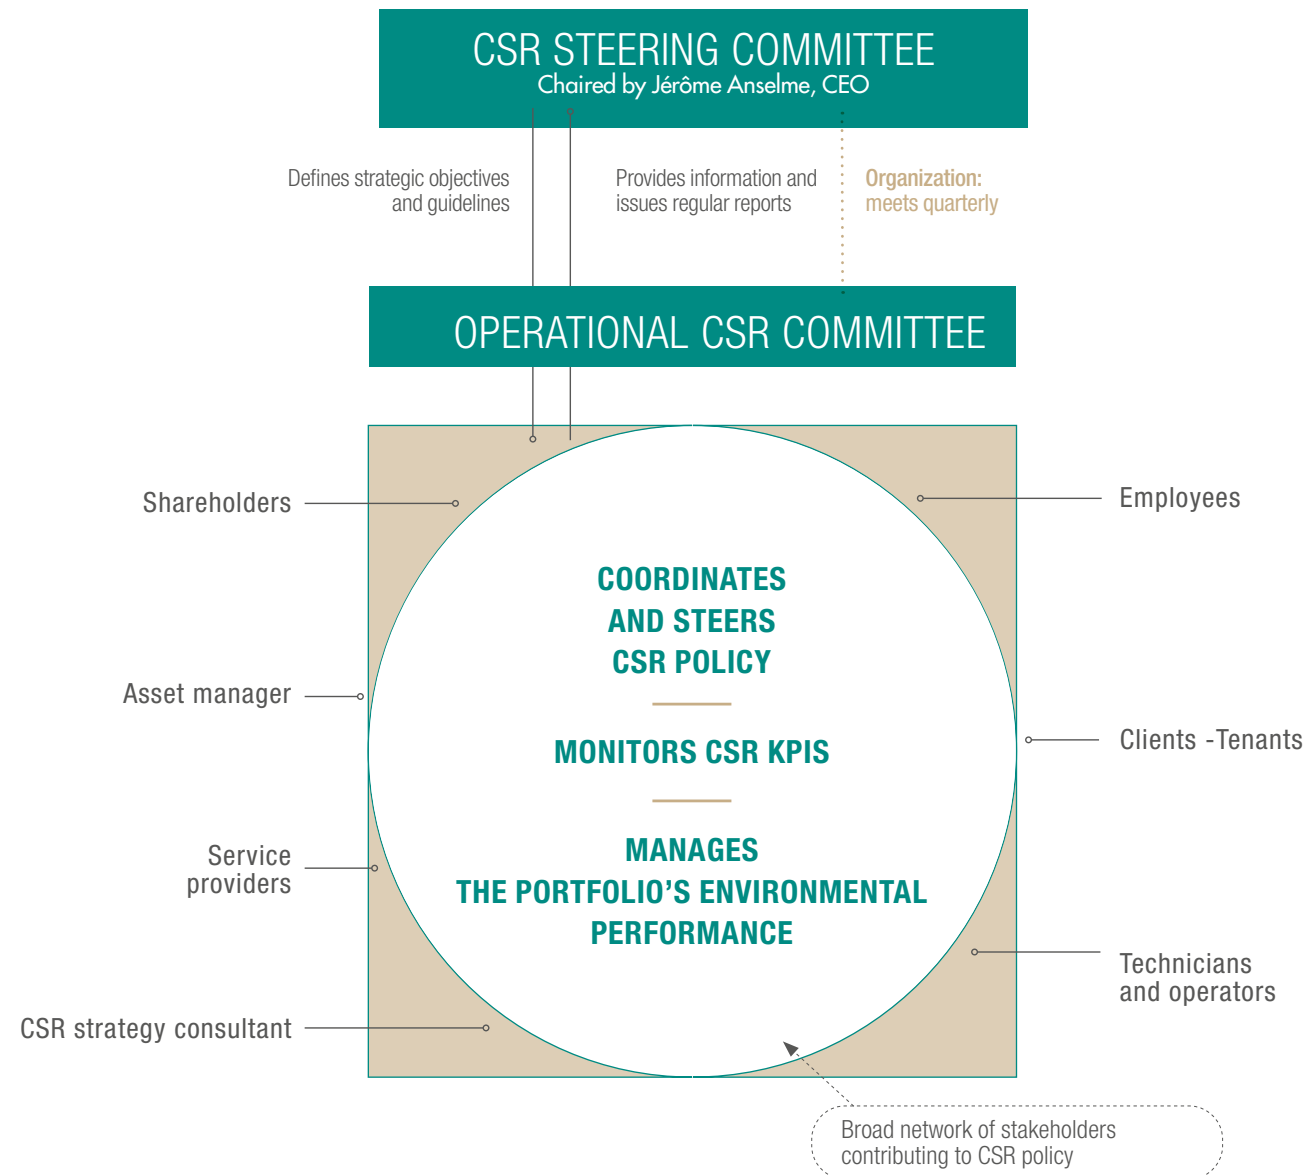 CSR STEERING COMMITTEE
Chaired by Jérôme Anselme, CEO
Defines strategic objectives
and guidelines
Provides information and
issues regular reports
Organization:
meets quarterly
OPERATIONAL CSR COMMITTEE
Shareholders
Employees
COORDINATES
AND STEERS
CSR POLICY
Asset manager
MONITORS CSR KPIS
Clients -Tenants
Service
providers
MANAGES
THE PORTFOLIO’S ENVIRONMENTAL
PERFORMANCE
Technicians
and operators
CSR strategy consultant
Broad network of stakeholders
contributing to CSR policy